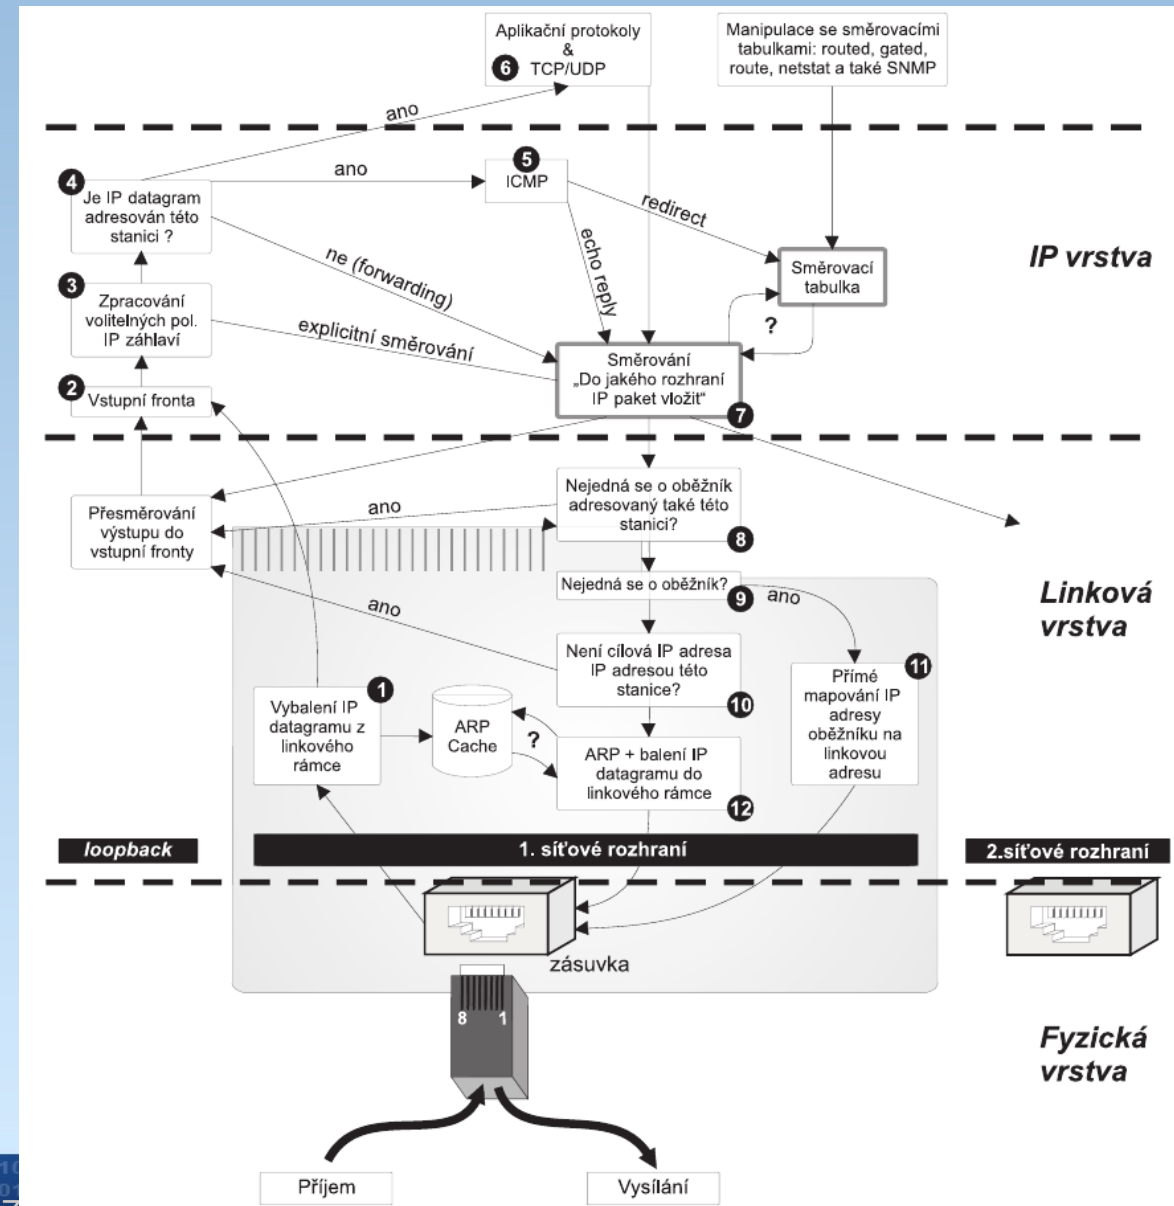 Aplikační protokoly
&
TCP/UDP
6
Manipulace se směrovacími
tabulkami: routed, gated,
route, netstat a také SNMP
ano
4
Je IP datagram
adresován této
stanici ?
ano
5
ICMP
redirect
echo reply
ne (forwarding)
Směrovací
tabulka
?
IP vrstva
3
Zpracování
volitelných pol.
IP záhlaví
explicitní směrování
2
Vstupní fronta
Směrování
„Do jakého rozhraní
IP paket vložit“
7
Přesměrování
výstupu do
vstupní fronty
ano
Nejedná se o oběžník
adresovaný také této
stanici?
8
Nejedná se o oběžník?
9
ano
ano
Linková
vrstva
Není cílová IP adresa
IP adresou této
stanice?
10
11
Přímé
mapování IP
adresy
oběžníku na
linkovou
adresu
1
Vybalení IP
datagramu z
linkového
rámce
ARP
Cache
?
ARP + balení IP
datagramu do
linkového rámce
12
loopback
1. síťové rozhraní
2.síťové rozhraní
zásuvka
8 1
Fyzická
vrstva
Příjem
Vysílání